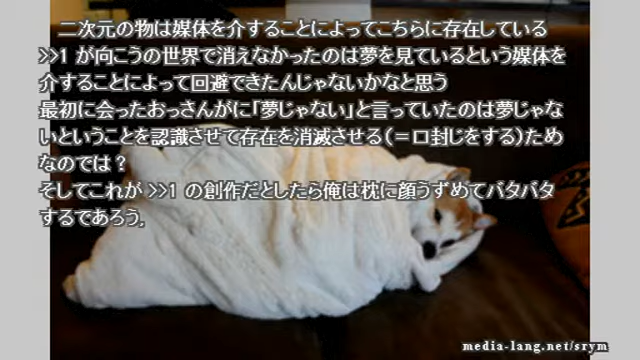 二次元の物は媒体を介することによってこちらに存在している
>>1 が向こうの世界で消えなかったのは夢を見ているという媒体を
介することによって回避できたんじゃないかなと思う
最初に会ったおっさんがに「夢じゃない」と言っていたのは夢じゃな
いということを認識させて存在を消滅させる（＝口封じをする）ため
なのでは？
そしてこれが >>1 の創作だとしたら俺は枕に顔うずめてバタバタ
するであろう。
media-lang.net/srym